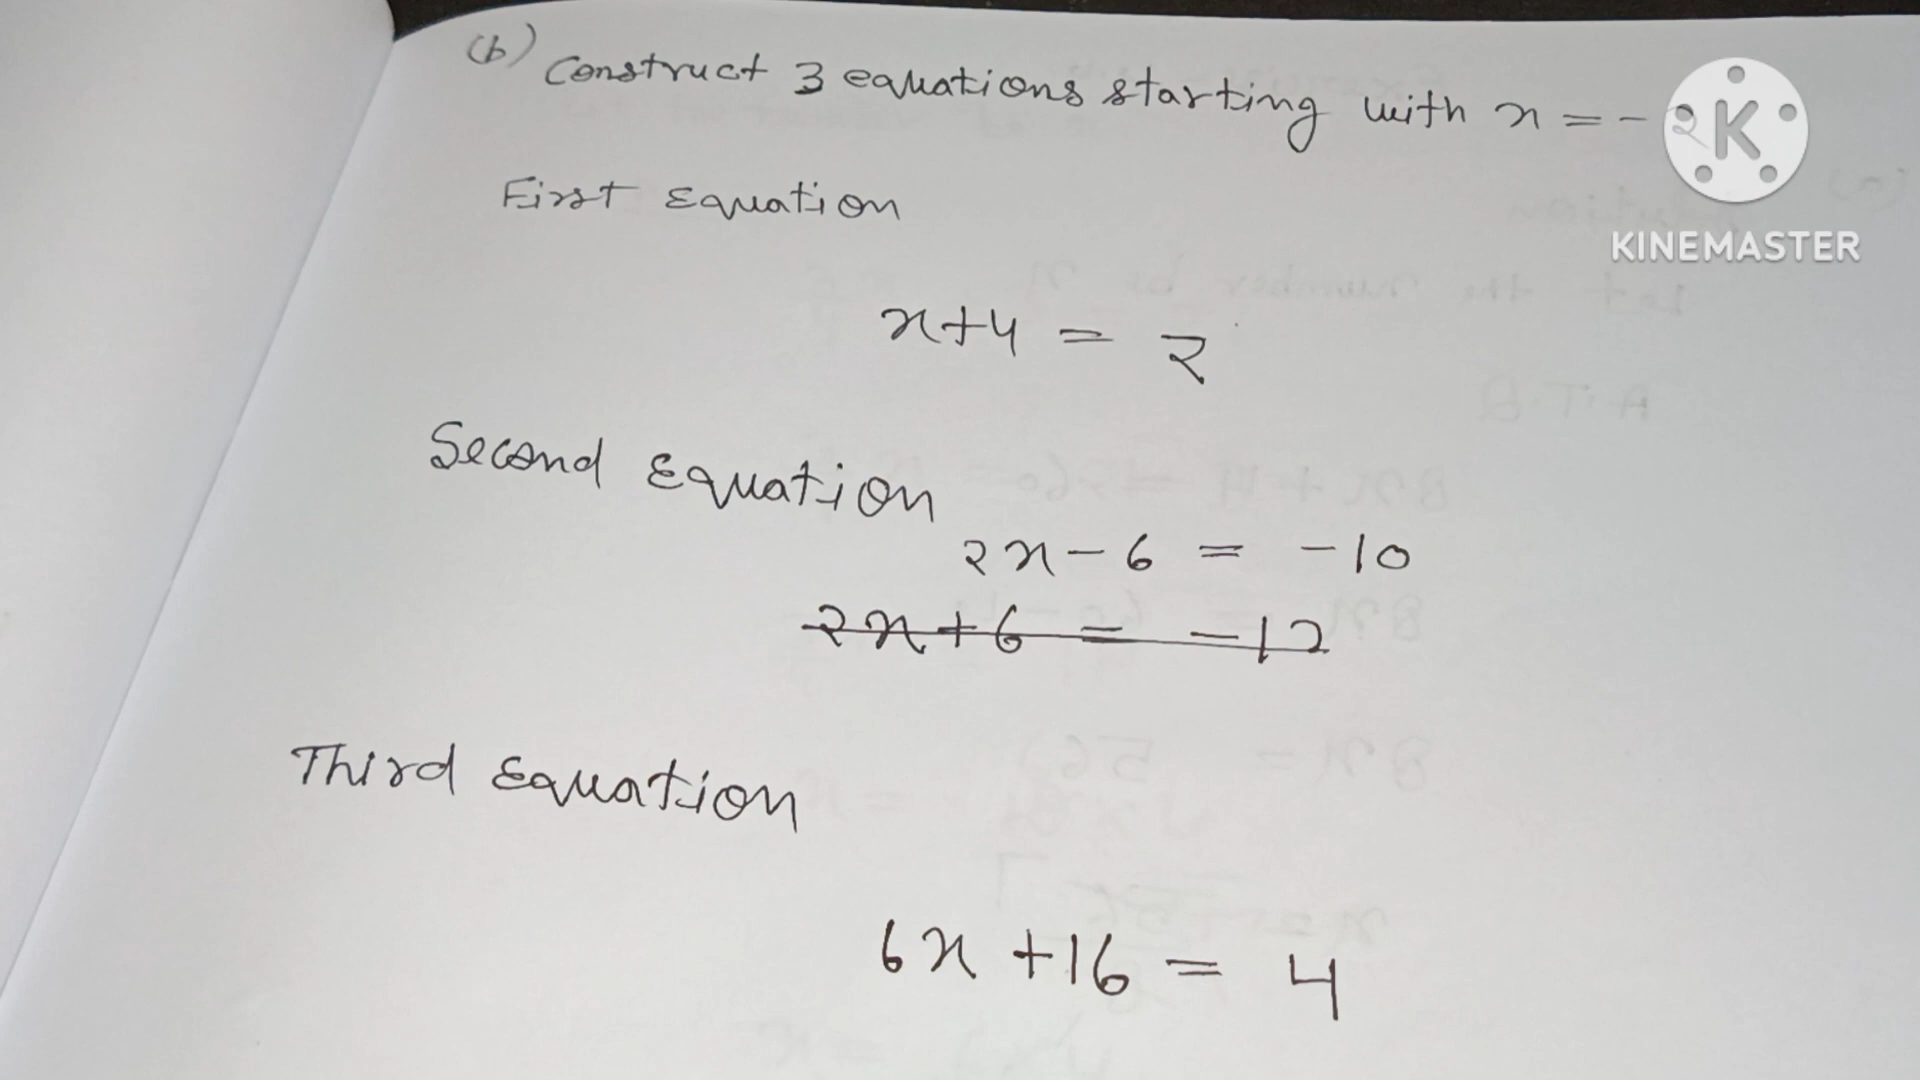 (b) Construct 3 equations starting with x = -2
K
KINEMASTER
First Equation
x+4 = 2
Second Equation
2x - 6 = -10
2x+6 = -12
Third Equation
6x +16 = 4